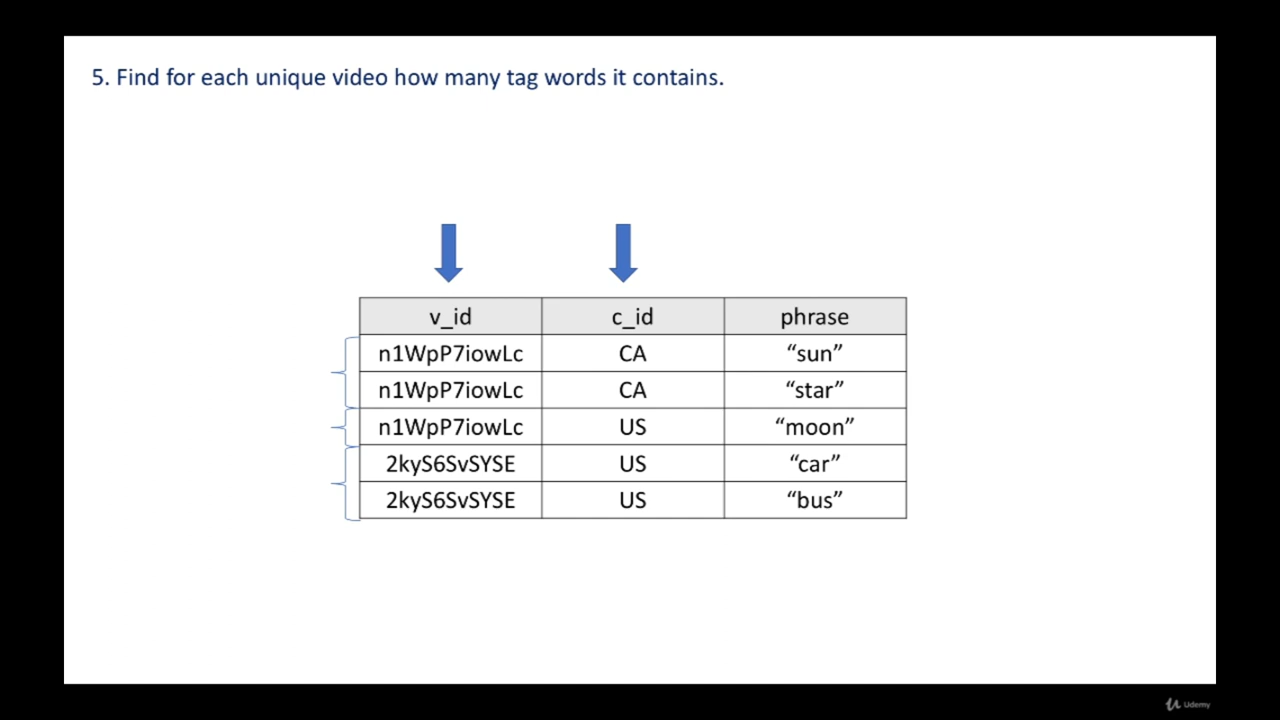 5. Find for each unique video how many tag words it contains.
v_id c_id phrase
n1WpP7iowLc CA “sun”
n1WpP7iowLc CA “star”
n1WpP7iowLc US “moon”
2kyS6SvSYSE US “car”
2kyS6SvSYSE US “bus”
Udemy